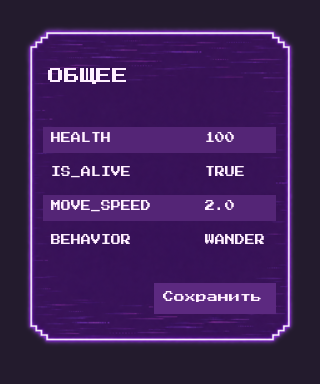 ОБЩЕЕ
HEALTH 100
IS_ALIVE TRUE
MOVE_SPEED 2.0
BEHAVIOR WANDER
Сохранить